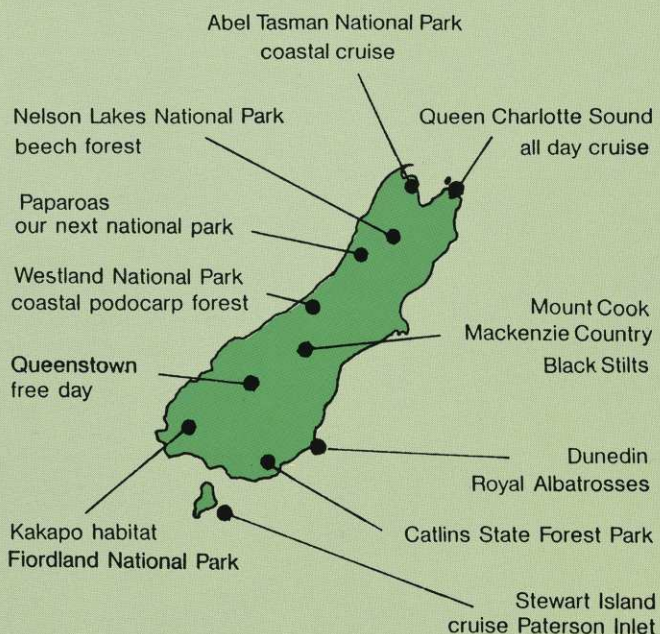 Abel Tasman National Park
coastal cruise
Nelson Lakes National Park
beech forest
Queen Charlotte Sound
all day cruise
Paparoas
our next national park
Westland National Park
coastal podocarp forest
Mount Cook
Mackenzie Country
Black Stilts
Queenstown
free day
Dunedin
Royal Albatrosses
Kakapo habitat
Fiordland National Park
Catlins State Forest Park
Stewart Island
cruise Paterson Inlet